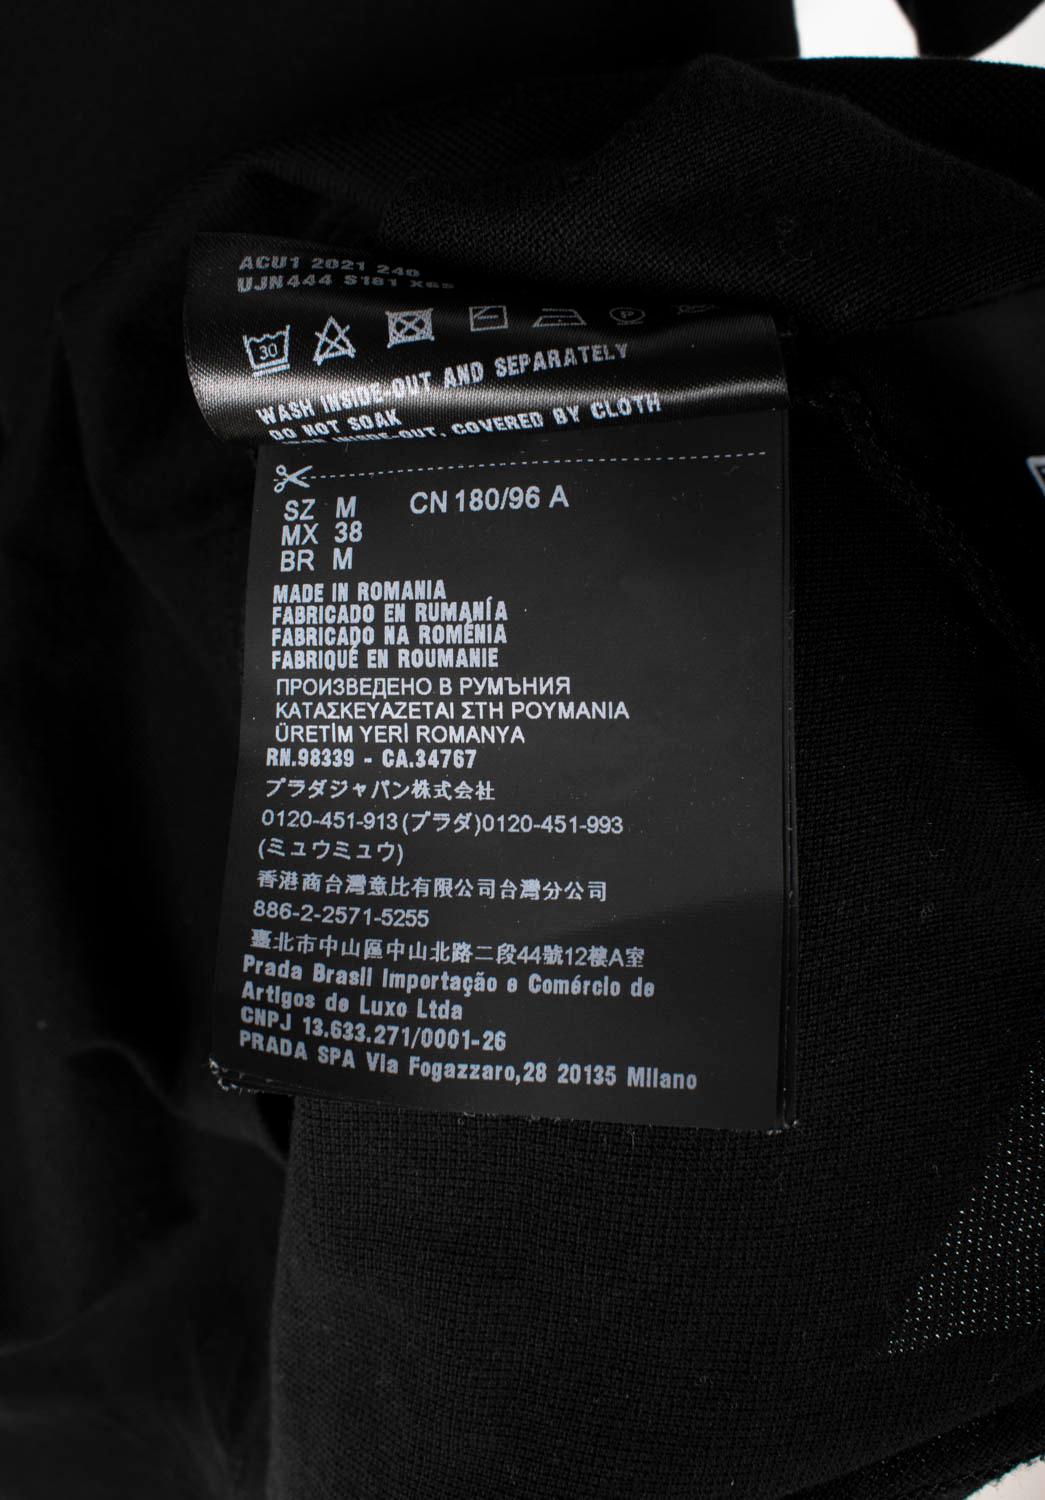 ACU1 2021 240
UJN444 S181
30
P
WASH INSIDE-OUT AND SEPARATELY
DO NOT SOAK
INSIDE-OUT, COVERED BY CLOTH
SZ M CN 180/96 A
MX 38
BR M
MADE IN ROMANIA
FABRICADO EN RUMANÍA
FABRICADO NA ROMÉNIA
FABRIQUÉ EN ROUMANIE
ПРОИЗВЕДЕНО В РУМЪНИЯ
ΚΑΤΑΣΚΕΥΑΖΕΤΑΙ ΣΤΗ ΡΟΥΜΑΝΙΑ
ÜRETİM YERİ ROMANYA
RN.98339 - CA.34767
プラダジャパン株式会社
0120-451-913(プラダ)0120-451-993
(ミュウミュウ)
香港商台灣意比有限公司台灣分公司
886-2-2571-5255
臺北市中山區中山北路二段44號12樓A室
Prada Brasil Importação e Comércio de
Artigos de Luxo Ltda
CNPJ 13.633.271/0001-26
PRADA SPA Via Fogazzaro,28 20135 Milano